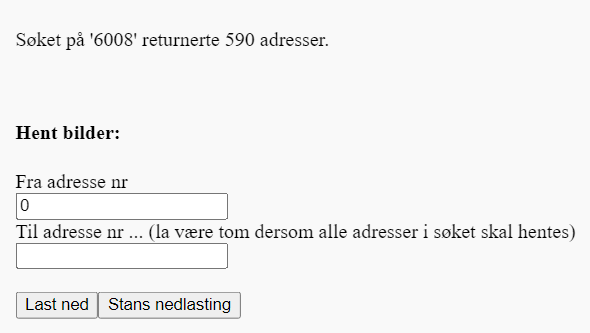 Søket på '6008' returnerte 590 adresser.
Hent bilder:
Fra adresse nr
0
Til adresse nr ... (la være tom dersom alle adresser i søket skal hentes)
Last ned Stans nedlasting